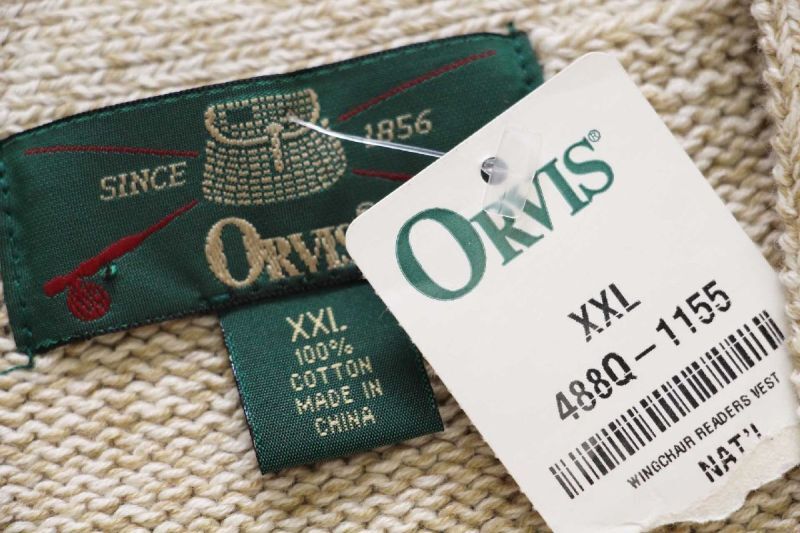 SINCE 1856
ORVIS
XXL
100%
COTTON
MADE IN
CHINA
ORVIS®
XXL
488Q-1155
WINGCHAIR READERS VEST
NAT'L